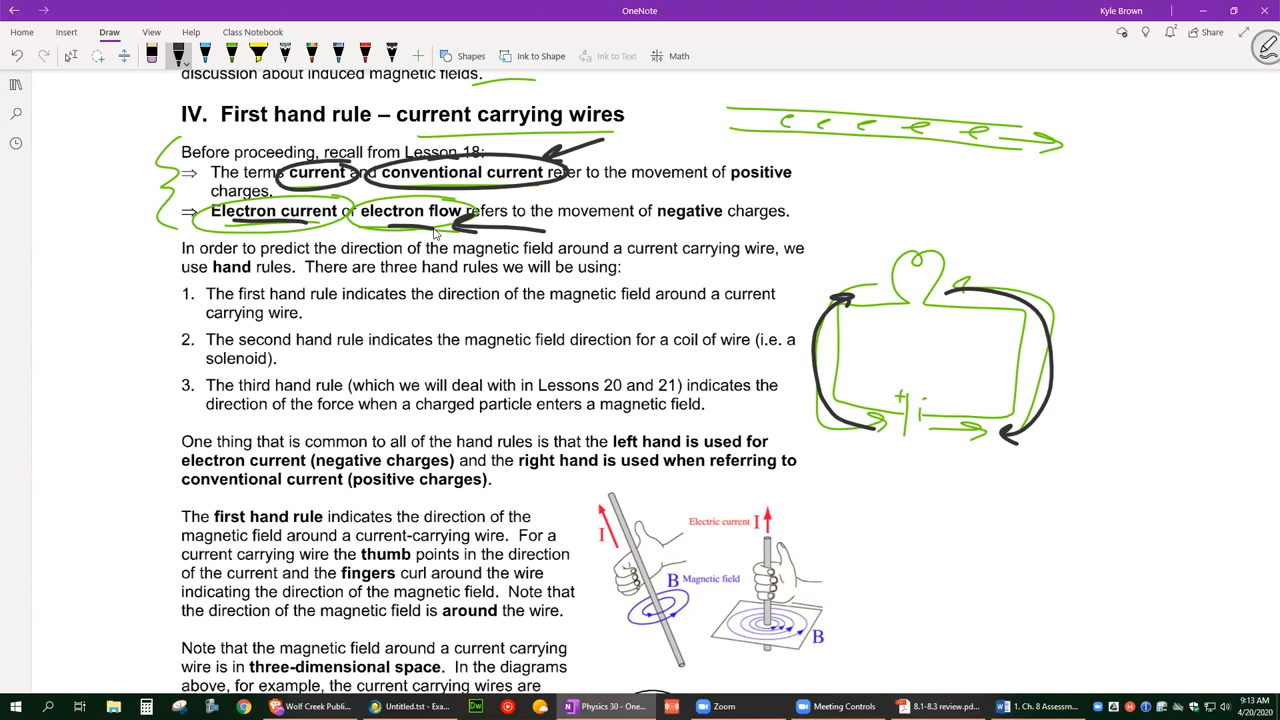 OneNote
Kyle Brown
Home Insert Draw View Help Class Notebook
Share
Shapes Ink to Shape Ink to Text Math
discussion about induced magnetic fields.
IV. First hand rule – current carrying wires
Before proceeding, recall from Lesson 18:
⇒ The terms current and conventional current refer to the movement of positive
charges.
⇒ Electron current or electron flow refers to the movement of negative charges.
In order to predict the direction of the magnetic field around a current carrying wire, we
use hand rules. There are three hand rules we will be using:
1. The first hand rule indicates the direction of the magnetic field around a current
carrying wire.
2. The second hand rule indicates the magnetic field direction for a coil of wire (i.e. a
solenoid).
3. The third hand rule (which we will deal with in Lessons 20 and 21) indicates the
direction of the force when a charged particle enters a magnetic field.
One thing that is common to all of the hand rules is that the left hand is used for
electron current (negative charges) and the right hand is used when referring to
conventional current (positive charges).
The first hand rule indicates the direction of the
magnetic field around a current-carrying wire. For a
current carrying wire the thumb points in the direction
of the current and the fingers curl around the wire
indicating the direction of the magnetic field. Note that
the direction of the magnetic field is around the wire.
Note that the magnetic field around a current carrying
wire is in three-dimensional space. In the diagrams
above, for example, the current carrying wires are
e e e e e
+
I
Electric current I
B Magnetic field
B
Wolf Creek Publi...
Untitled.tst - Exa...
Physics 30 - One...
Zoom
Meeting Controls
8.1-8.3 review.pd...
1. Ch. 8 Assessm...
9:13 AM
4/20/2020